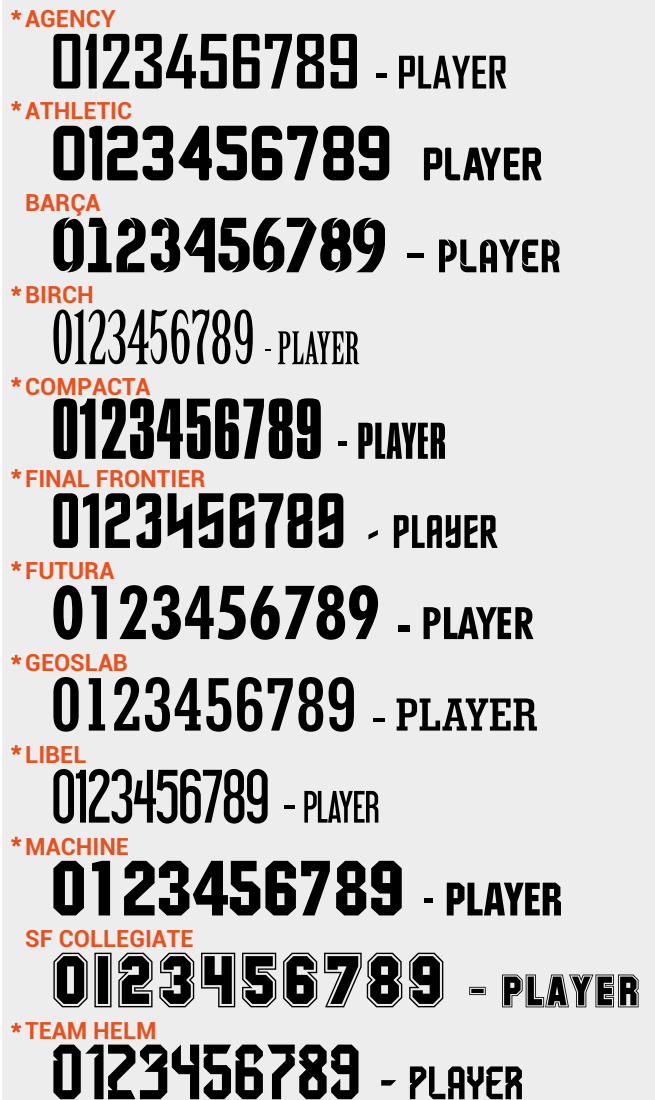 *AGENCY
0123456789 - PLAYER
*ATHLETIC
0123456789 PLAYER
BARÇA
0123456789 - PLAYER
*BIRCH
0123456789 - PLAYER
*COMPACTA
0123456789 - PLAYER
*FINAL FRONTIER
0123456789 - PLAYER
*FUTURA
0123456789 - PLAYER
*GEOSLAB
0123456789 - PLAYER
*LIBEL
0123456789 - PLAYER
*MACHINE
0123456789 - PLAYER
SF COLLEGIATE
0123456789 - PLAYER
*TEAM HELM
0123456789 - PLAYER